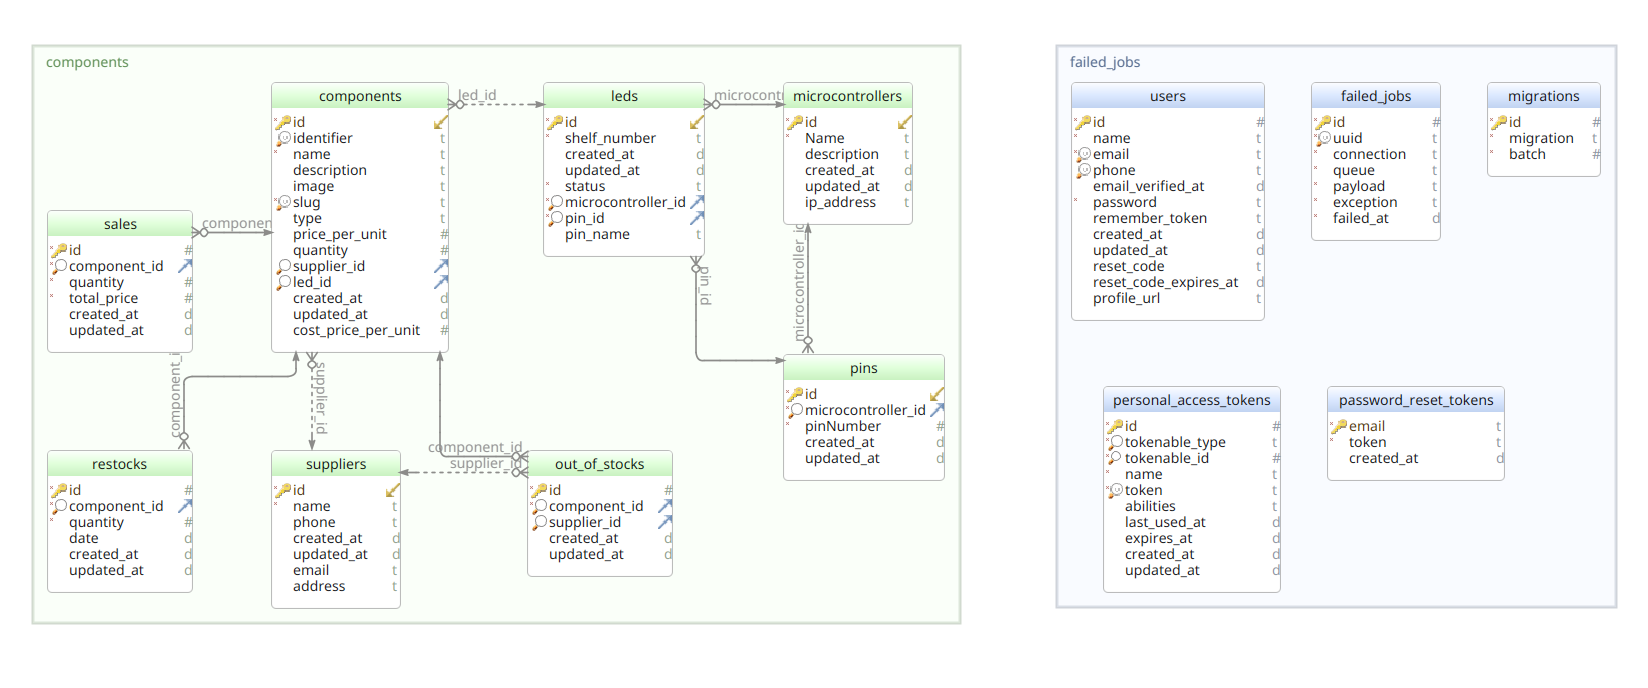 components
components
id
identifier t
name t
description t
image t
slug t
type t
price_per_unit #
quantity #
supplier_id
led_id
created_at d
updated_at d
cost_price_per_unit #
led_id
leds
id
shelf_number t
created_at d
updated_at d
status t
microcontroller_id
pin_id
pin_name t
microcontr
microcontrollers
id
Name t
description t
created_at d
updated_at d
ip_address t
sales
id #
component_id
quantity #
total_price #
created_at d
updated_at d
component
component_i
supplier_id
pin_id
microcontroller_id
pins
id
microcontroller_id
pinNumber #
created_at d
updated_at d
restocks
id #
component_id
quantity #
date d
created_at d
updated_at d
suppliers
id
name t
phone t
created_at d
updated_at d
email t
address t
component_id
supplier_id
out_of_stocks
id #
component_id
supplier_id
created_at d
updated_at d
failed_jobs
users
id #
name t
email t
phone t
email_verified_at d
password t
remember_token t
created_at d
updated_at d
reset_code t
reset_code_expires_at d
profile_url t
failed_jobs
id #
uuid t
connection t
queue t
payload t
exception t
failed_at d
migrations
id #
migration t
batch #
personal_access_tokens
id #
tokenable_type t
tokenable_id #
name t
token t
abilities t
last_used_at d
expires_at d
created_at d
updated_at d
password_reset_tokens
email t
token t
created_at d